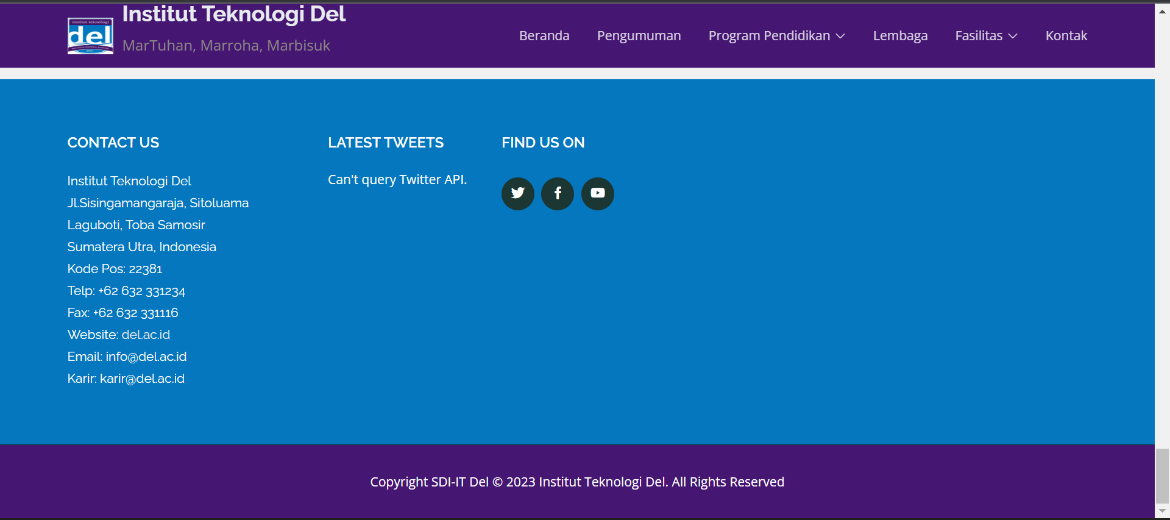 Institut Teknologi Del
del
MarTuhan, Marroha, Marbisuk
Beranda Pengumuman Program Pendidikan Lembaga Fasilitas Kontak
CONTACT US
Institut Teknologi Del
Jl.Sisingamangaraja, Sitoluama
Laguboti, Toba Samosir
Sumatera Utra, Indonesia
Kode Pos: 22381
Telp: +62 632 331234
Fax: +62 632 331116
Website: del.ac.id
Email: info@del.ac.id
Karir: karir@del.ac.id
LATEST TWEETS
Can't query Twitter API.
FIND US ON
Copyright SDI-IT Del © 2023 Institut Teknologi Del. All Rights Reserved